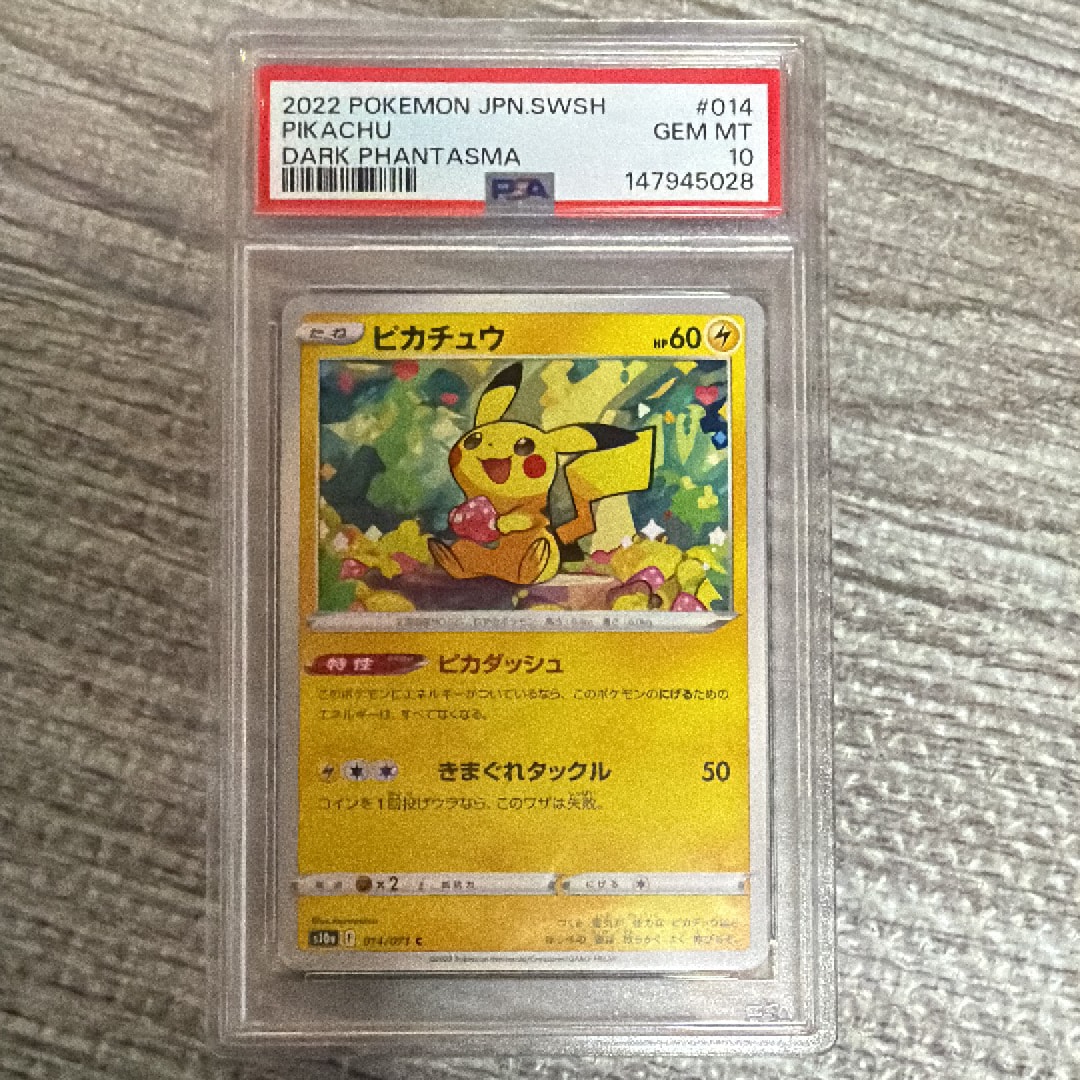 2022 POKEMON JPN.SWSH #014
PIKACHU GEM MT
DARK PHANTASMA 10
PSA 147945028
たね ピカチュウ HP60
特性 ピカダッシュ
このポケモンにエネルギーがついているなら、このポケモンのにげるための
エネルギーは、すべてなくなる。
きまぐれタックル 50
コインを1回投げウラなら、このワザは失敗。
×2 抵抗力 にげる
s10a F 014/071 C